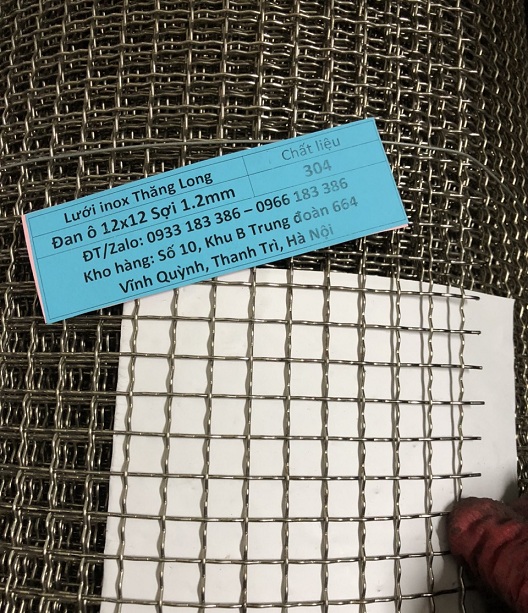 Lưới inox Thăng Long
Chất liệu
Đan ô 12x12 Sợi 1.2mm
304
ĐT/Zalo: 0933 183 386 – 0966 183 386
Kho hàng: Số 10, Khu B Trung đoàn 664
Vĩnh Quỳnh, Thanh Trì, Hà Nội